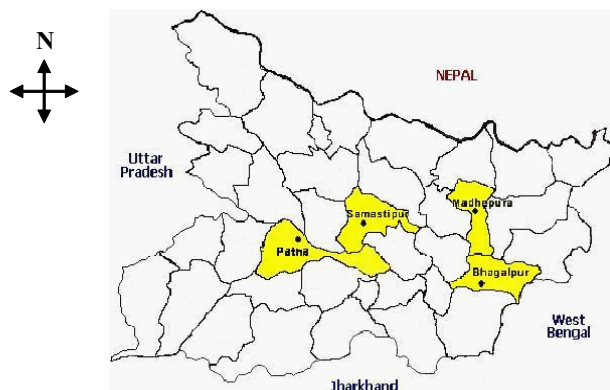 N
NEPAL
Uttar
Pradesh
Madhepura
Samastipur
Patna
Bhagalpur
West
Bengal
Jharkhand